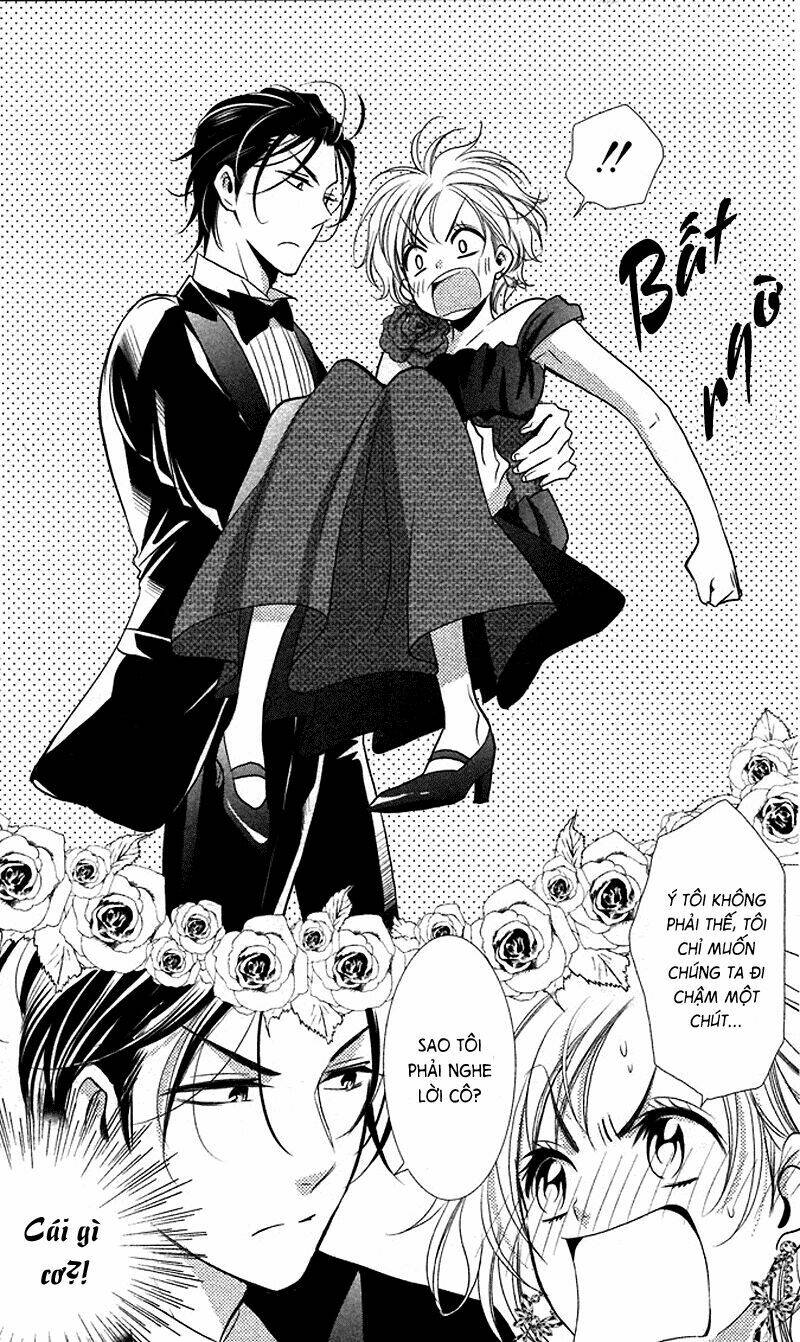 !!
Bất
ngờ
Ý TÔI KHÔNG
PHẢI THẾ, TÔI
CHỈ MUỐN
CHÚNG TA ĐI
CHẬM MỘT
CHÚT...
SAO TÔI
PHẢI NGHE
LỜI CÔ?
Cái gì
cơ?!